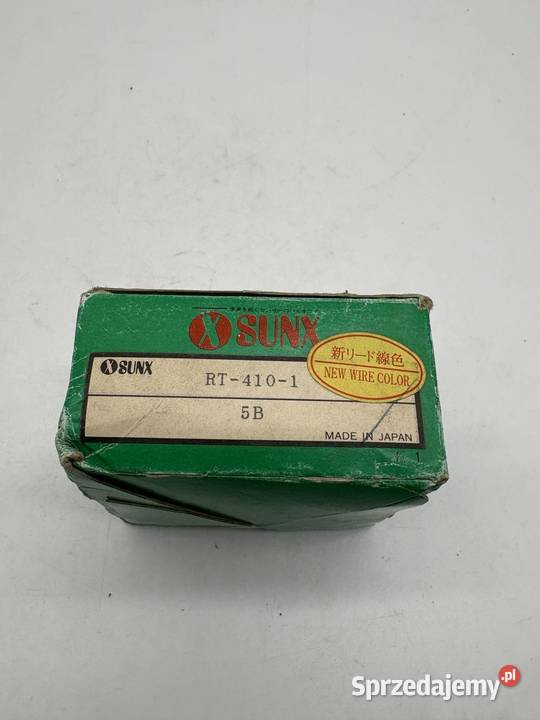 SUNX
SUNX
RT-410-1
新リード線色
NEW WIRE COLOR
5B
MADE IN JAPAN
1
Sprzedajemy.pl